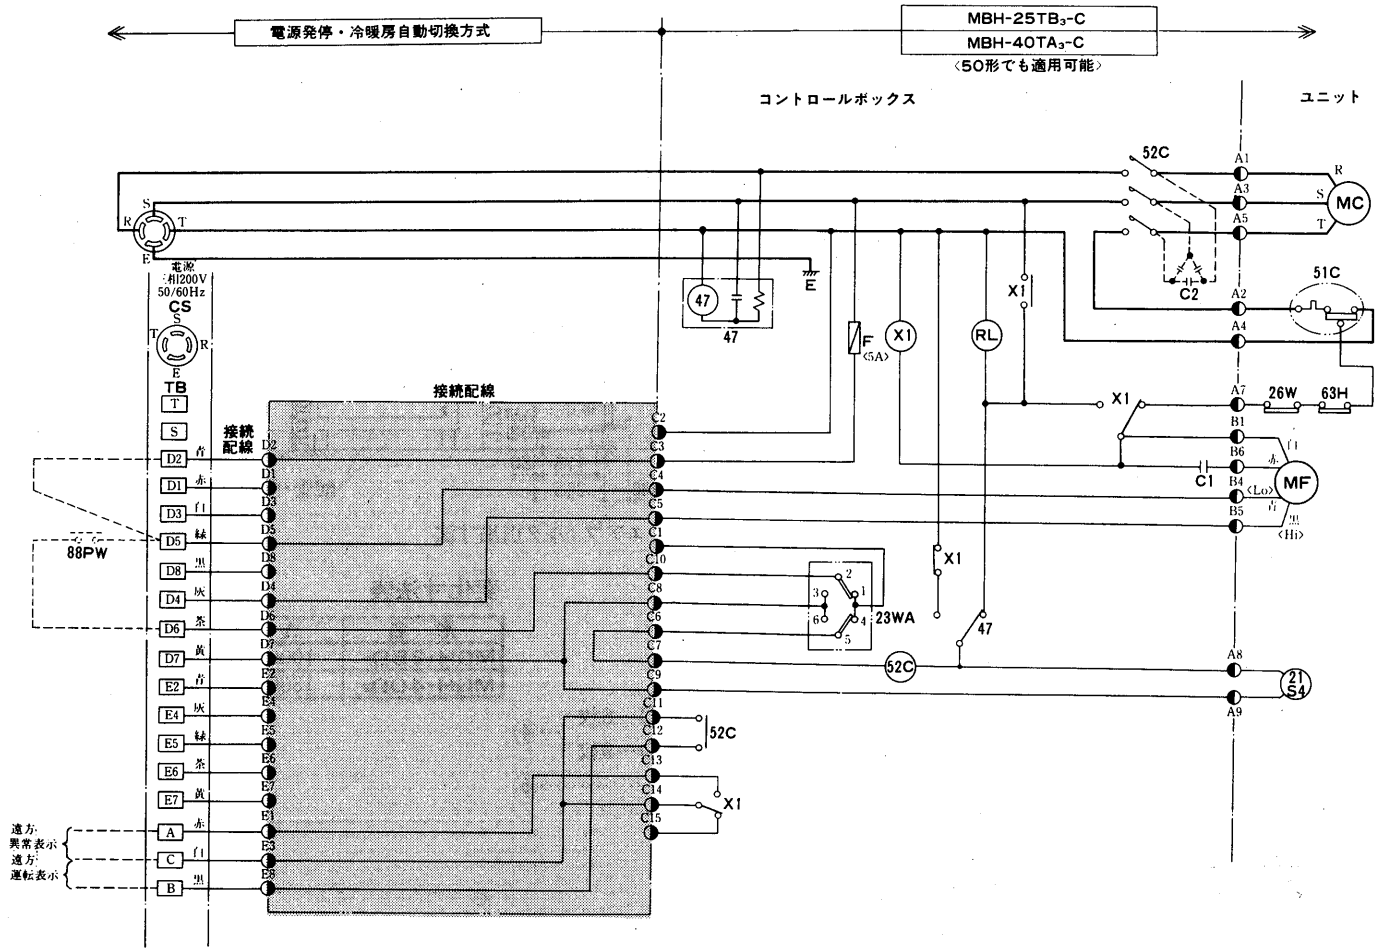 電源発停・冷暖房自動切換方式
MBH-25TB₃-C
MBH-40TA₃-C
〈50形でも適用可能〉
コントロールボックス
ユニット
52C
A1
R
A3
S
MC
A5
T
S
R
T
E
電源
三相200V
50/60Hz
CS
S
T
R
E
TB
T
S
E
47
47
F
〈5A〉
X1
RL
X1
C2
51C
A2
A4
接続配線
接続
配線
X1
A7
26W
63H
B1
白
B6
赤
C1
B4
〈Lo〉
青
MF
B5
黒
〈Hi〉
D2
青
D2
D1
赤
D1
D3
白
D3
D5
緑
D5
88PW
D8
黒
D8
D4
灰
D4
D6
茶
D6
D7
黄
D7
E2
青
E2
E4
灰
E4
E5
緑
E5
E6
茶
E6
E7
黄
E7
A
赤
E1
C
白
E3
B
黒
E8
遠方
異常表示
遠方
運転表示
C2
C3
C4
C5
C1
C10
C8
C6
C7
C9
C11
C12
C13
C14
C15
2
3
1
6
4
5
23WA
X1
47
52C
A8
21
S4
A9
52C
X1